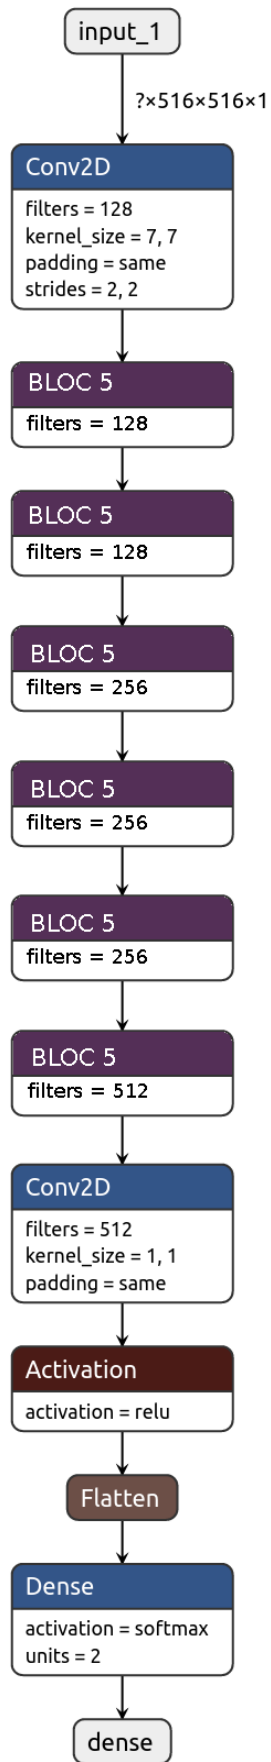 input_1
?×516×516×1
Conv2D
filters = 128
kernel_size = 7, 7
padding = same
strides = 2, 2
BLOC 5
filters = 128
BLOC 5
filters = 128
BLOC 5
filters = 256
BLOC 5
filters = 256
BLOC 5
filters = 256
BLOC 5
filters = 512
Conv2D
filters = 512
kernel_size = 1, 1
padding = same
Activation
activation = relu
Flatten
Dense
activation = softmax
units = 2
dense